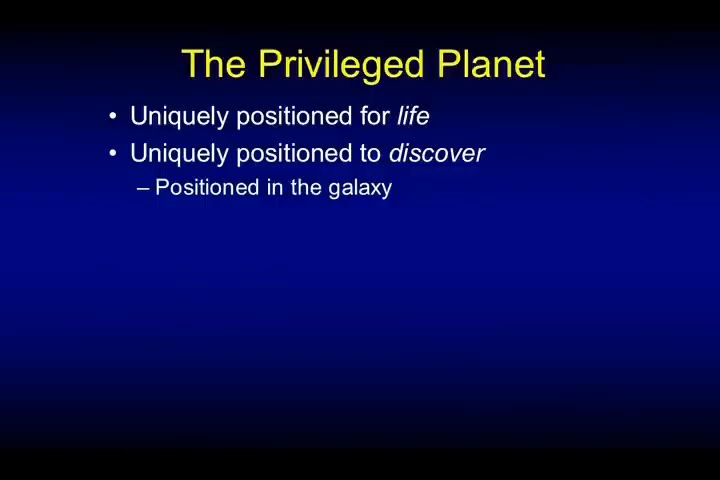 The Privileged Planet
• Uniquely positioned for life
• Uniquely positioned to discover
– Positioned in the galaxy